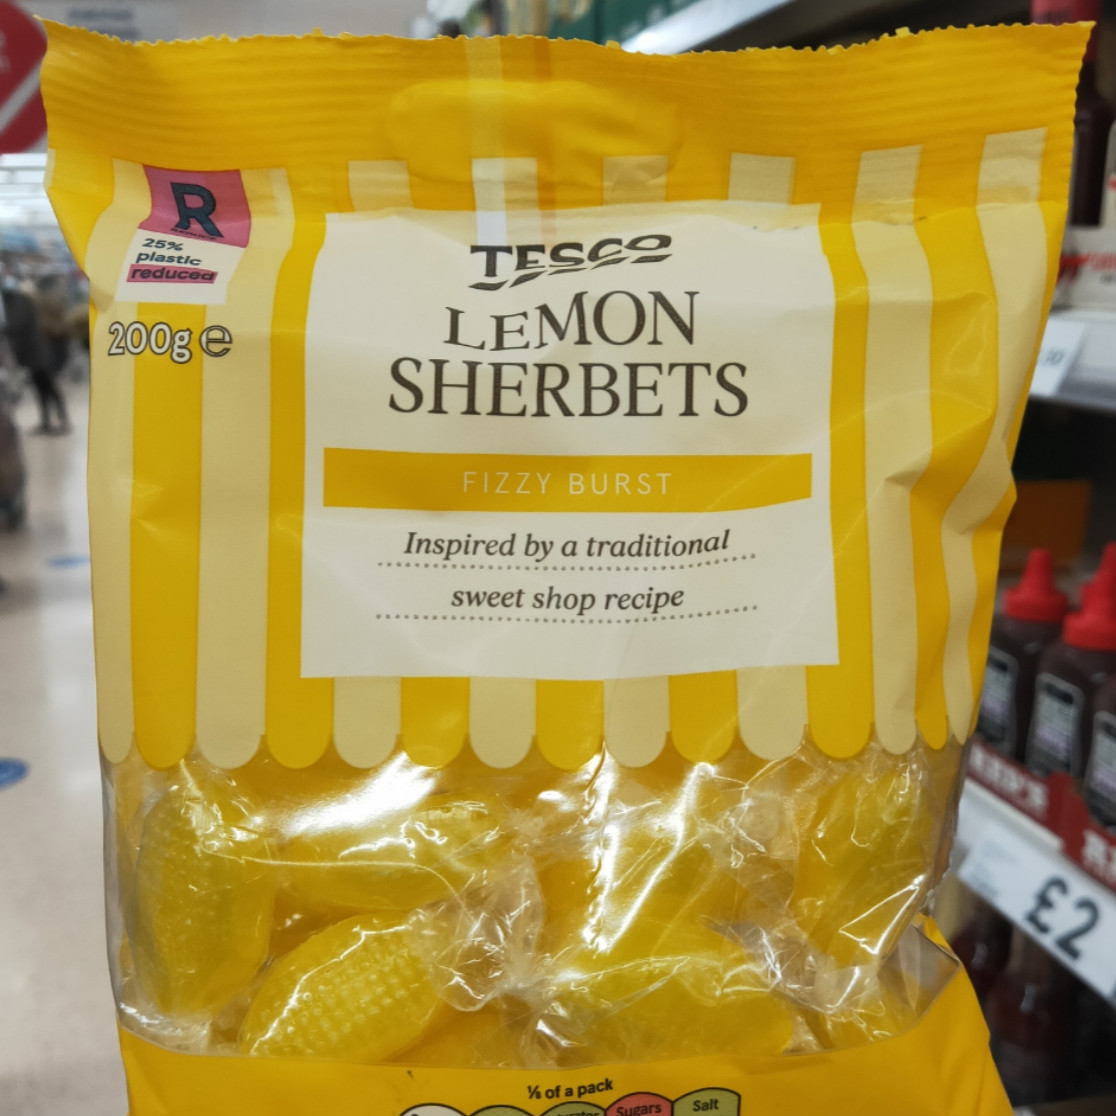 R
25%
plastic
reduced
200g e
TESCO
LEMON
SHERBETS
FIZZY BURST
Inspired by a traditional
sweet shop recipe
⅛ of a pack
Sugars
Salt
£2